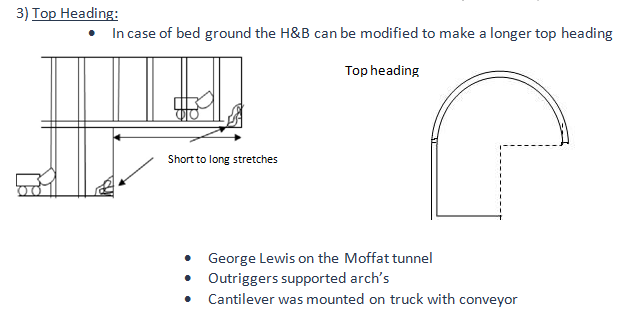 3) Top Heading:
• In case of bed ground the H&B can be modified to make a longer top heading
Top heading
Short to long stretches
• George Lewis on the Moffat tunnel
• Outriggers supported arch's
• Cantilever was mounted on truck with conveyor